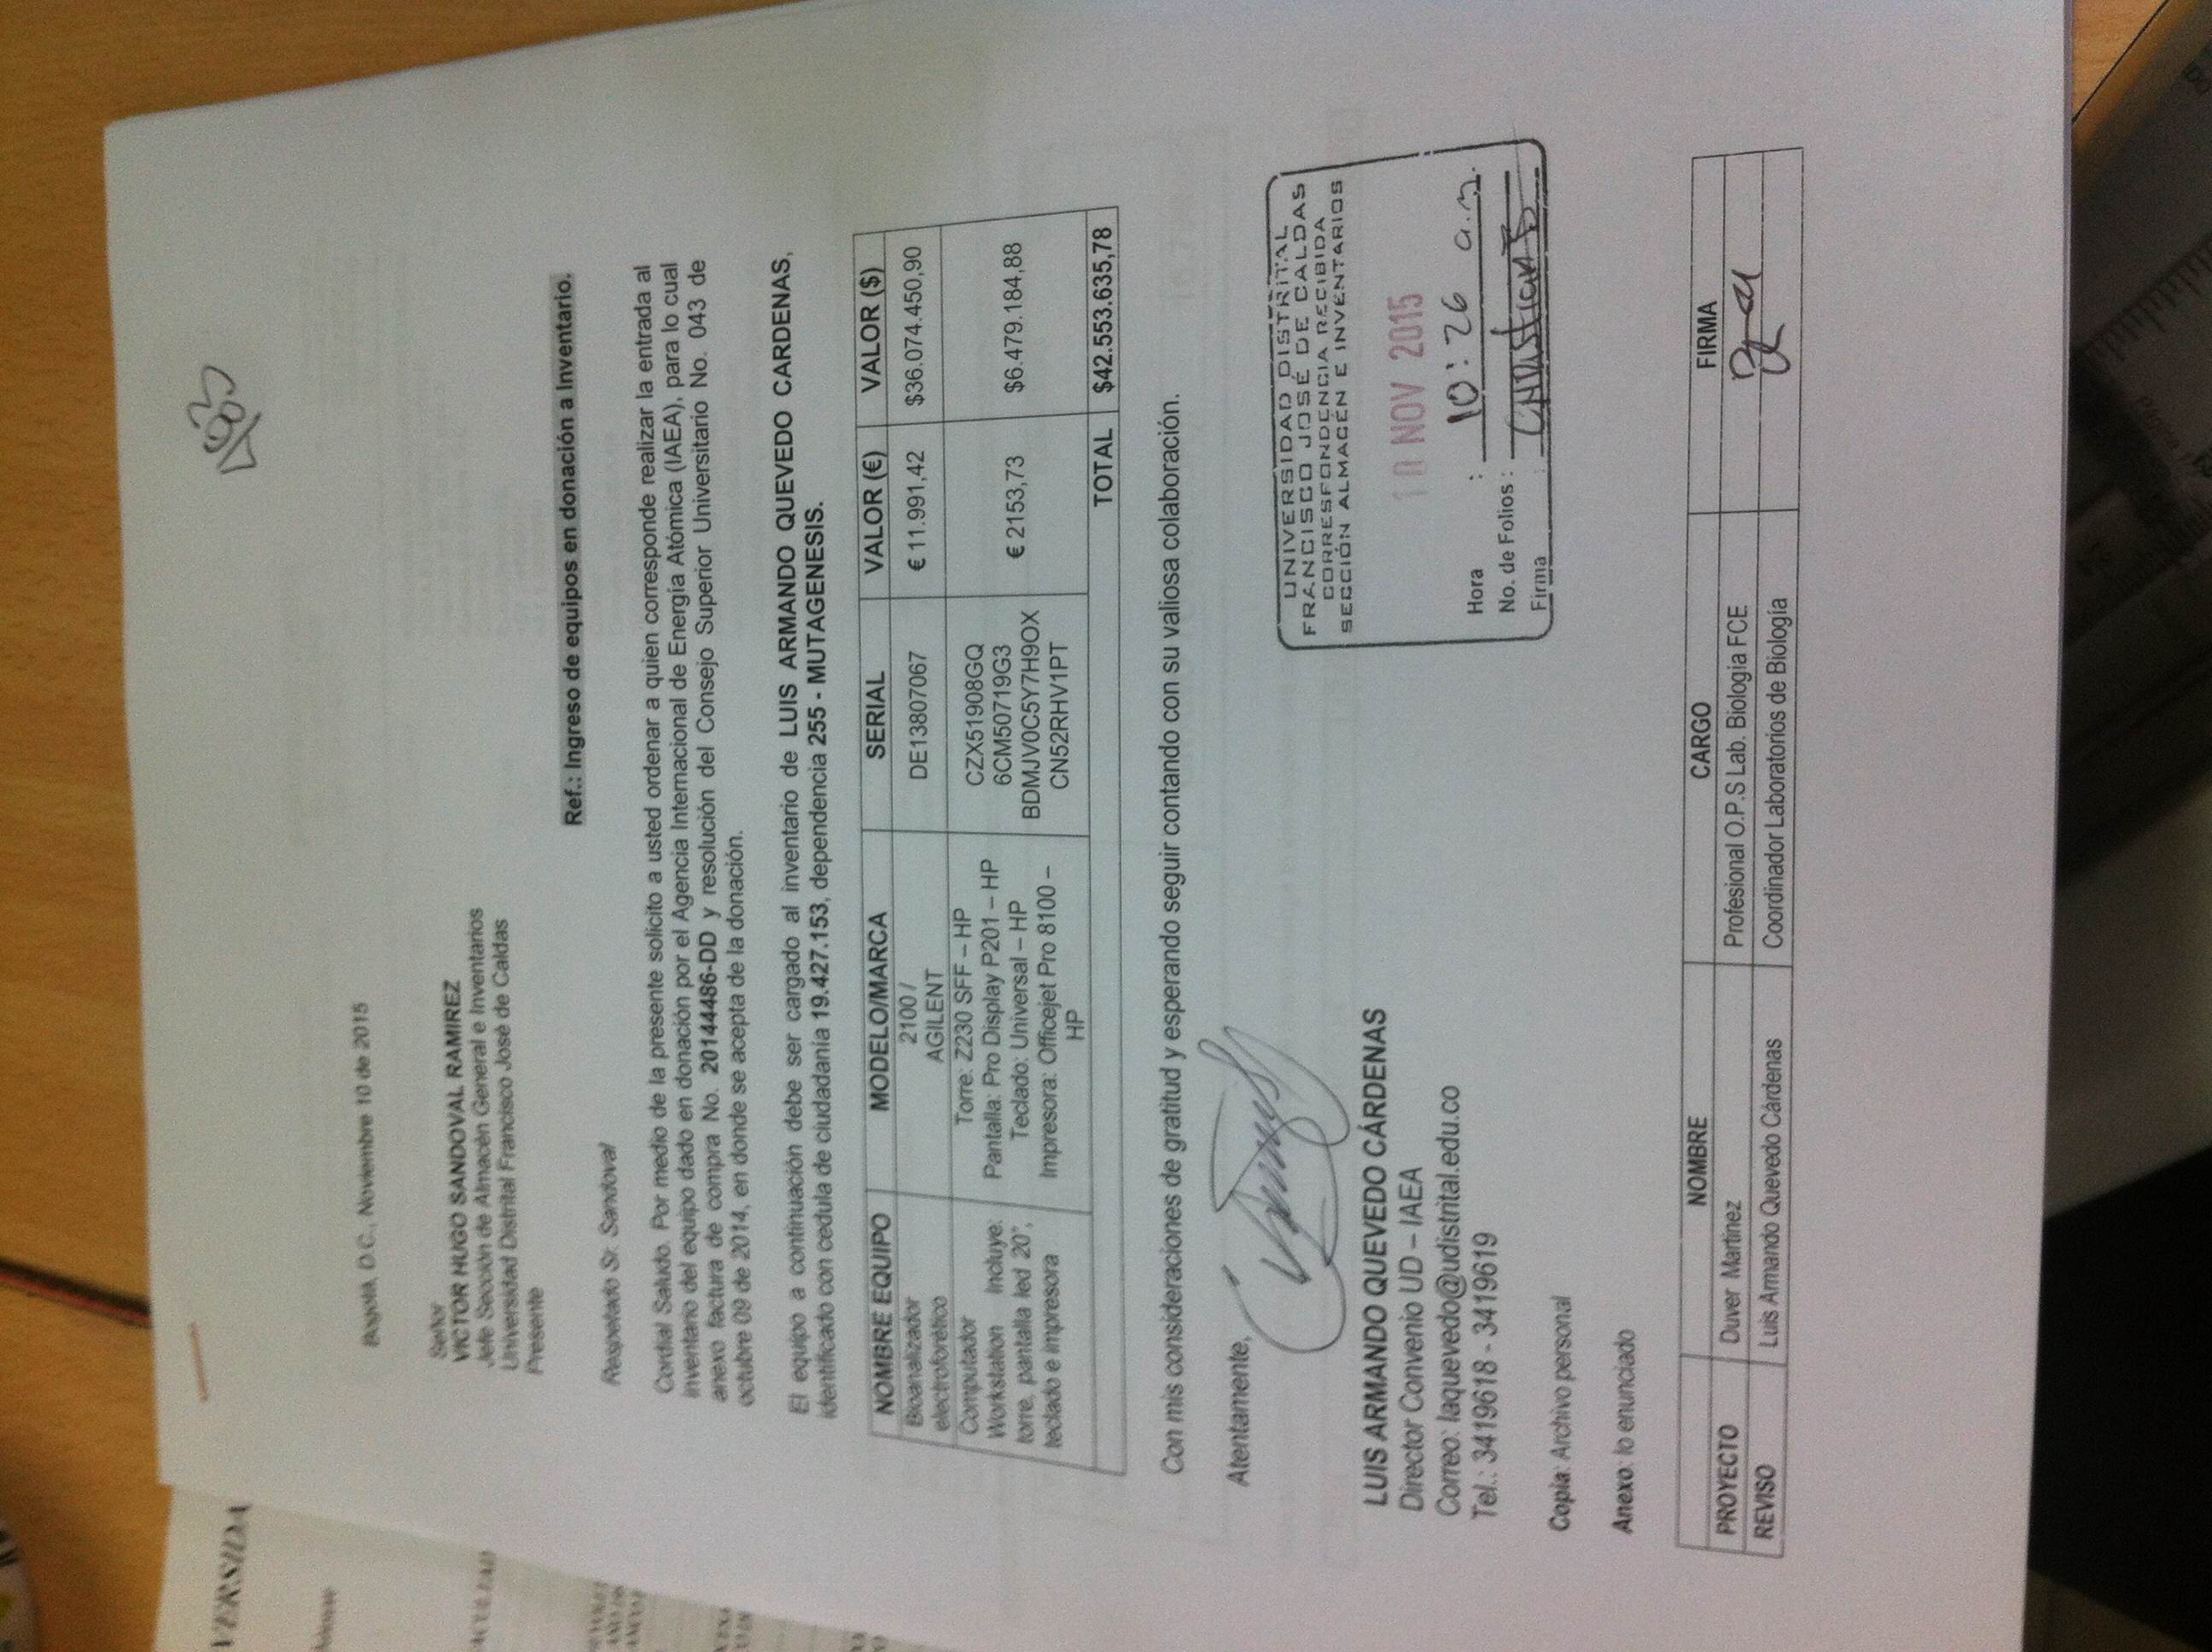 VERSIDA
483
Bogotá, D.C., Noviembre 10 de 2015
Señor
VICTOR HUGO SANDOVAL RAMIREZ
Jefe Sección de Almacén General e Inventarios
Universidad Distrital Francisco José de Caldas
Presente
Ref.: Ingreso de equipos en donación a Inventario.
Respetado Sr. Sandoval
Cordial Saludo. Por medio de la presente solicito a usted ordenar a quien corresponde realizar la entrada al
inventario del equipo dado en donación por el Agencia Internacional de Energía Atómica (IAEA), para lo cual
anexo factura de compra No. 20144486-DD y resolución del Consejo Superior Universitario No. 043 de
octubre 09 de 2014, en donde se acepta de la donación.
El equipo a continuación debe ser cargado al inventario de LUIS ARMANDO QUEVEDO CARDENAS,
identificado con cedula de ciudadanía 19.427.153, dependencia 255 - MUTAGENESIS.
NOMBRE EQUIPO MODELO/MARCA SERIAL VALOR (€) VALOR ($)
Bioanalizador electroforético 2100 / AGILENT DE13807067 € 11.991,42 $36.074.450,90
Computador Torre: Z230 SFF – HP CZX51908GQ
Workstation Incluye: Pantalla: Pro Display P201 – HP 6CM50719G3 € 2153,73 $6.479.184,88
torre, pantalla led 20", Teclado: Universal – HP BDMJV0C5Y7H9OX
teclado e impresora Impresora: Officejet Pro 8100 – CN52RHV1PT
HP
TOTAL $42.553.635,78
Con mis consideraciones de gratitud y esperando seguir contando con su valiosa colaboración.
Atentamente,
LUIS ARMANDO QUEVEDO CÁRDENAS
Director Convenio UD – IAEA
Correo: laquevedo@udistrital.edu.co
Tel.: 3419618 - 3419619
UNIVERSIDAD DISTRITAL
FRANCISCO JOSÉ DE CALDAS
CORRESPONDENCIA RECIBIDA
SECCIÓN ALMACÉN E INVENTARIOS
10 NOV 2015
Hora : 10:26 a.m.
No. de Folios :
Firma : Christian B
Copia: Archivo personal
Anexo: lo enunciado
NOMBRE CARGO FIRMA
PROYECTO Duver Martínez Profesional O.P.S Lab. Biología FCE
REVISO Luis Armando Quevedo Cárdenas Coordinador Laboratorios de Biología